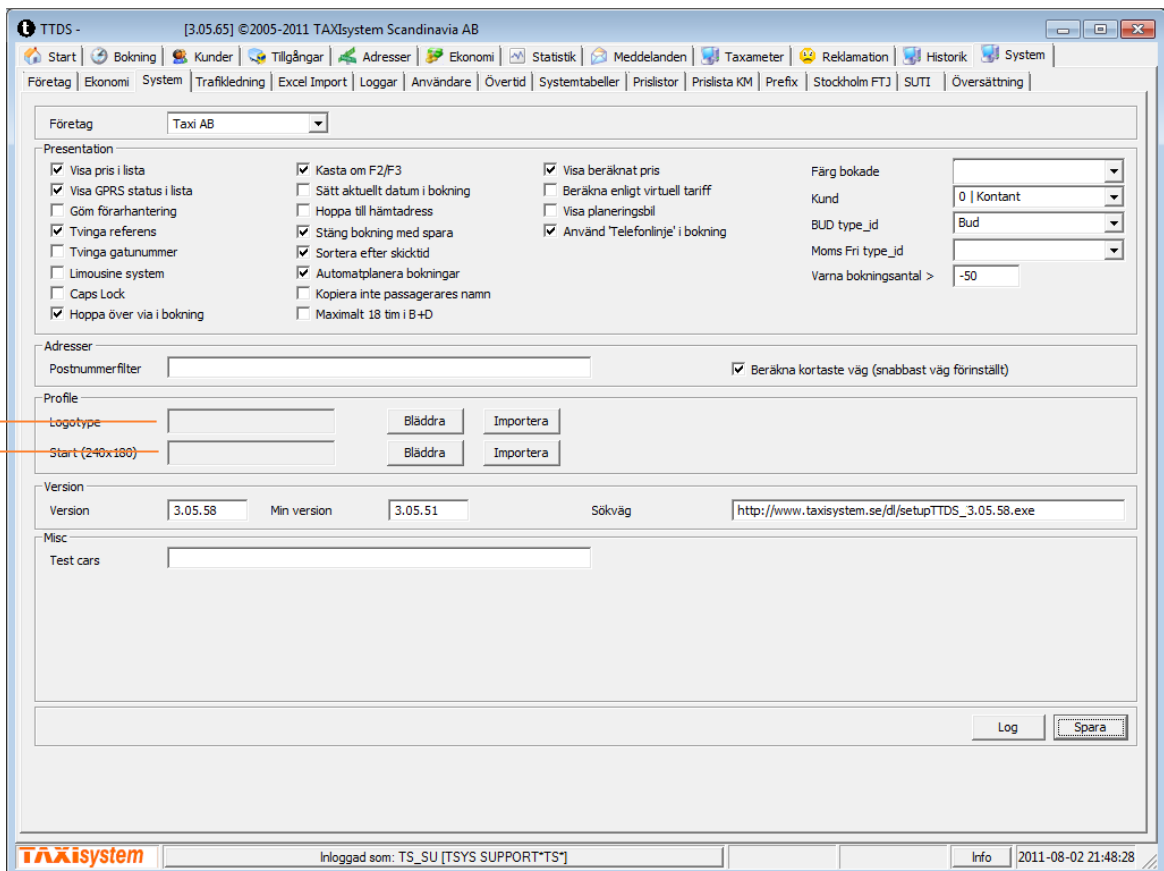 TTDS - [3.05.65] ©2005-2011 TAXIsystem Scandinavia AB
Start Bokning Kunder Tillgångar Adresser Ekonomi Statistik Meddelanden Taxameter Reklamation Historik System
Företag Ekonomi System Trafikledning Excel Import Loggar Användare Övertid Systemtabeller Prislistor Prislista KM Prefix Stockholm FTJ SUTI Översättning
Företag Taxi AB
Presentation
Visa pris i lista Kasta om F2/F3 Visa beräknat pris Färg bokade
Visa GPRS status i lista Sätt aktuellt datum i bokning Beräkna enligt virtuell tariff Kund 0 | Kontant
Göm förarhantering Hoppa till hämtadress Visa planeringsbil BUD type_id Bud
Tvinga referens Stäng bokning med spara Använd 'Telefonlinje' i bokning
Tvinga gatunummer Sortera efter skicktid Moms Fri type_id
Limousine system Automatplanera bokningar Varna bokningsantal > -50
Caps Lock Kopiera inte passagerares namn
Hoppa över via i bokning Maximalt 18 tim i B+D
Adresser
Postnummerfilter Beräkna kortaste väg (snabbast väg förinställt)
Profile
Logotype Bläddra Importera
Start (240x180) Bläddra Importera
Version
Version 3.05.58 Min version 3.05.51 Sökväg http://www.taxisystem.se/dl/setupTTDS_3.05.58.exe
Misc
Test cars
Log Spara
TAXIsystem Inloggad som: TS_SU [TSYS SUPPORT*TS*] Info 2011-08-02 21:48:28